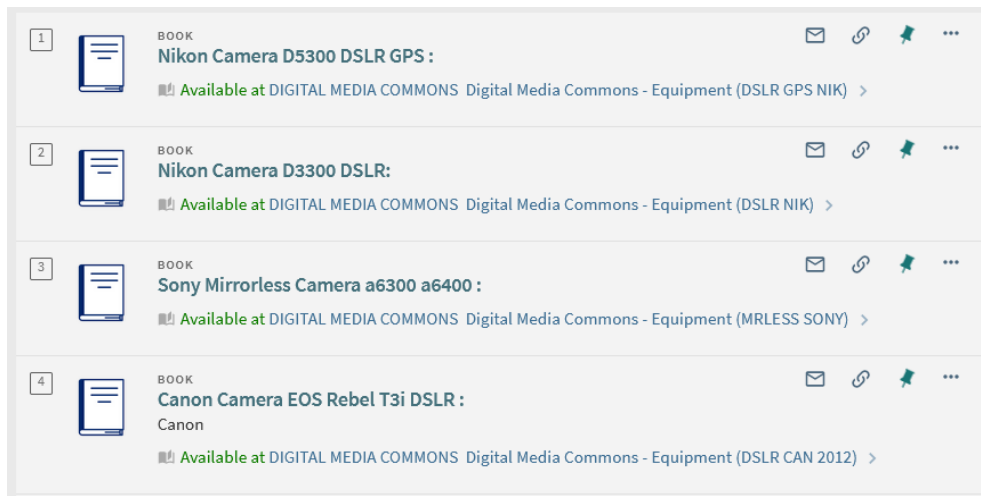 1
BOOK
Nikon Camera D5300 DSLR GPS :
Available at DIGITAL MEDIA COMMONS Digital Media Commons - Equipment (DSLR GPS NIK)
2
BOOK
Nikon Camera D3300 DSLR:
Available at DIGITAL MEDIA COMMONS Digital Media Commons - Equipment (DSLR NIK)
3
BOOK
Sony Mirrorless Camera a6300 a6400 :
Available at DIGITAL MEDIA COMMONS Digital Media Commons - Equipment (MRLESS SONY)
4
BOOK
Canon Camera EOS Rebel T3i DSLR :
Canon
Available at DIGITAL MEDIA COMMONS Digital Media Commons - Equipment (DSLR CAN 2012)